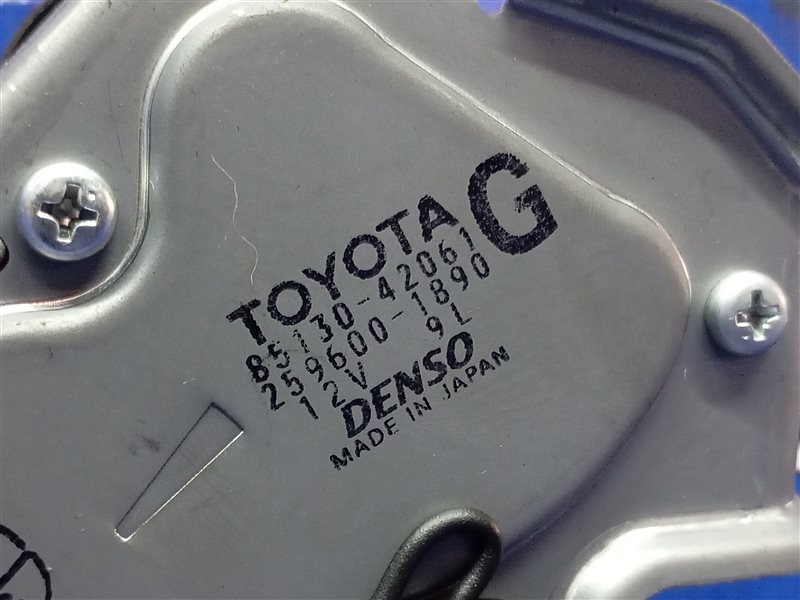 TOYOTA G
85130-42061
259600-1890
12V 9L
DENSO
MADE IN JAPAN